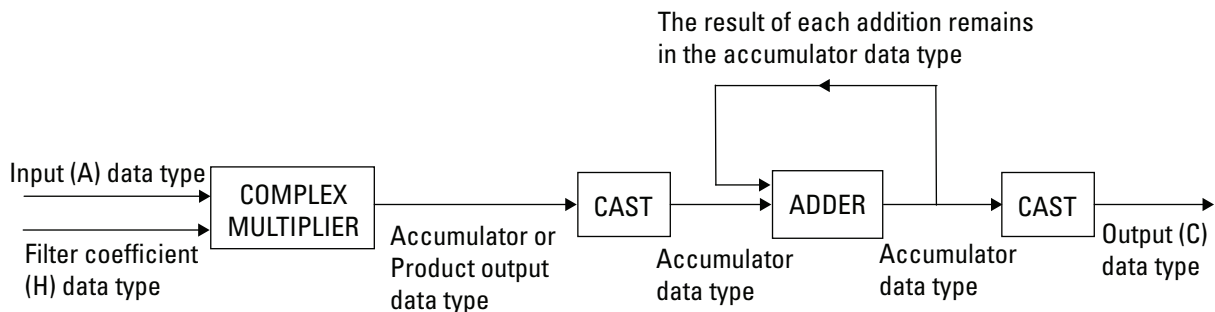 The result of each addition remains
in the accumulator data type
Input (A) data type
COMPLEX
MULTIPLIER
CAST
ADDER
CAST
Filter coefficient
(H) data type
Accumulator or
Product output
data type
Accumulator
data type
Accumulator
data type
Output (C)
data type